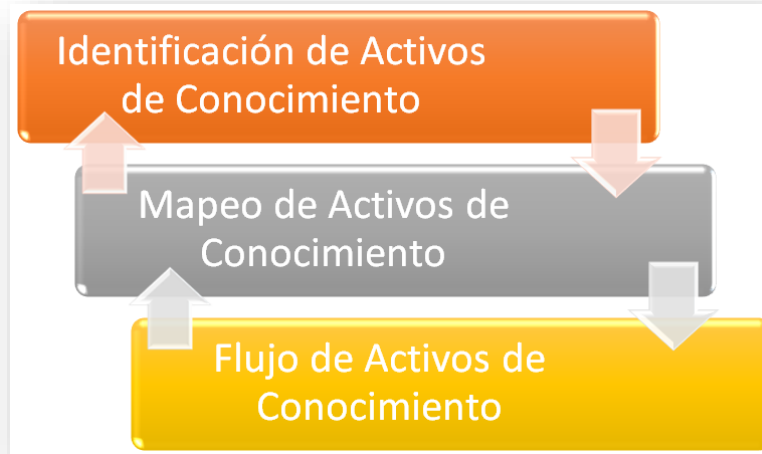 Identificación de Activos
de Conocimiento
Mapeo de Activos de
Conocimiento
Flujo de Activos de
Conocimiento